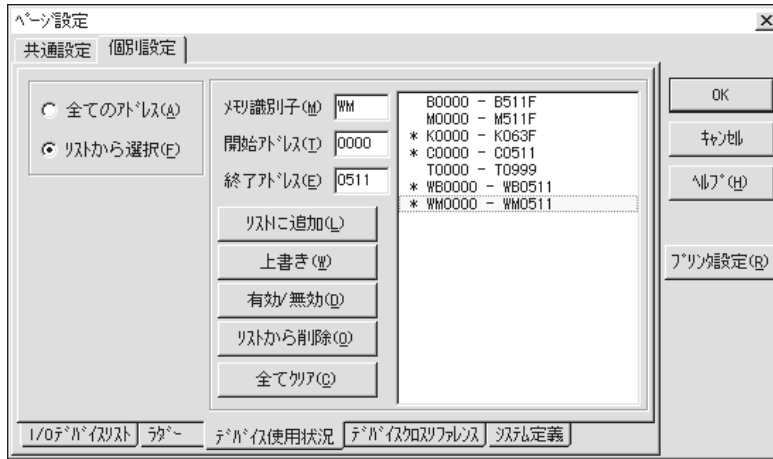 ページ設定
共通設定 個別設定
全てのアドレス(A)
リストから選択(F)
メモリ識別子(M) WM
開始アドレス(T) 0000
終了アドレス(E) 0511
リストに追加(L)
上書き(W)
有効/無効(D)
リストから削除(O)
全てクリア(C)
B0000 - B511F
M0000 - M511F
* K0000 - K063F
* C0000 - C0511
T0000 - T0999
* WB0000 - WB0511
* WM0000 - WM0511
OK
キャンセル
ヘルプ(H)
プリンタ設定(R)
I/Oデバイスリスト ラダー デバイス使用状況 デバイスクロスリファレンス システム定義